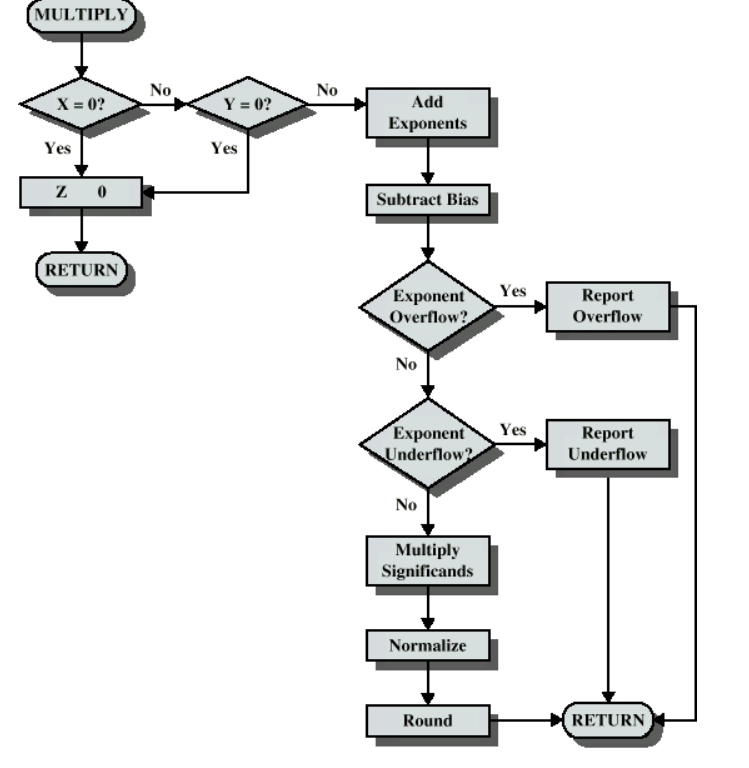 MULTIPLY
X = 0?
No
Y = 0?
No
Add
Exponents
Yes
Yes
Z 0
Subtract Bias
RETURN
Exponent
Overflow?
Yes
Report
Overflow
No
Exponent
Underflow?
Yes
Report
Underflow
No
Multiply
Significands
Normalize
Round
RETURN